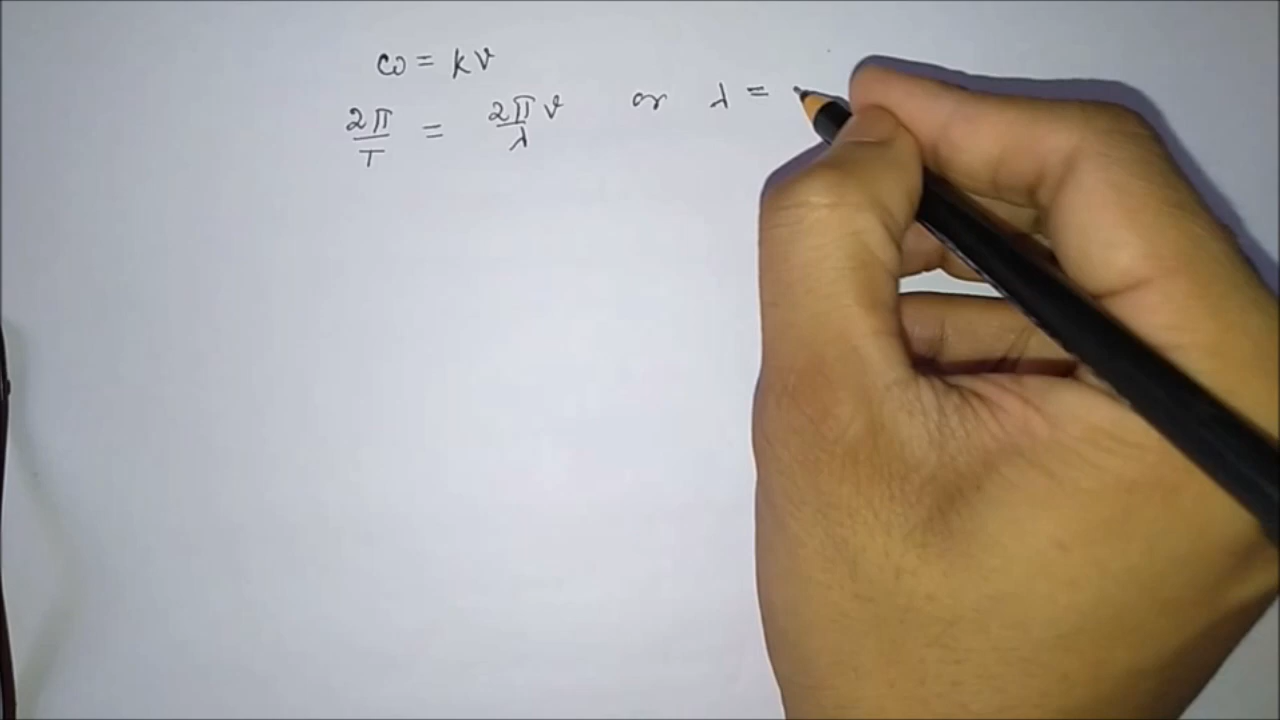 ω = kv
2π/T = 2π/λ v or λ =